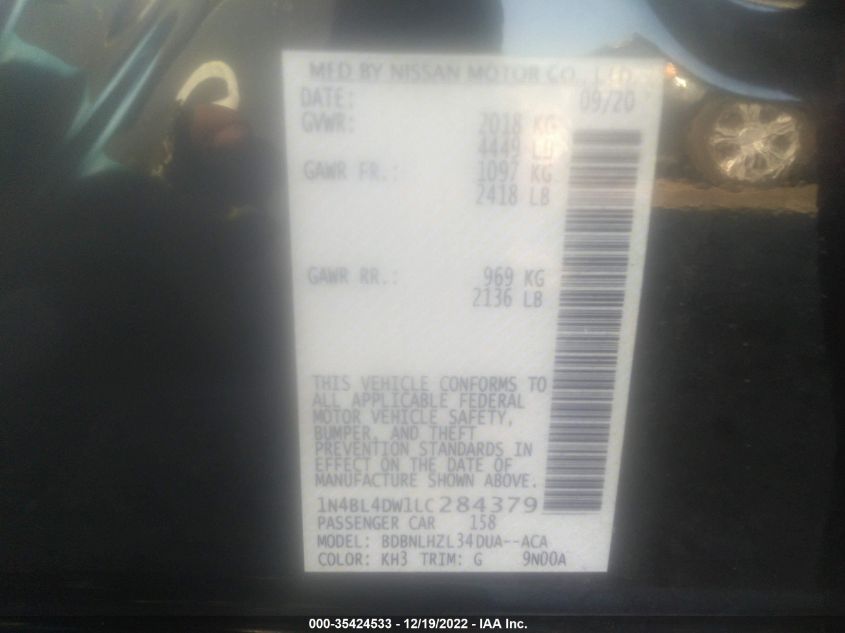 MFD BY NISSAN MOTOR CO., LTD.
DATE: 09/20
GVWR: 2018 KG
4449 LB
GAWR FR.: 1097 KG
2418 LB
GAWR RR.: 969 KG
2136 LB
THIS VEHICLE CONFORMS TO
ALL APPLICABLE FEDERAL
MOTOR VEHICLE SAFETY,
BUMPER, AND THEFT
PREVENTION STANDARDS IN
EFFECT ON THE DATE OF
MANUFACTURE SHOWN ABOVE.
1N4BL4DW1LC284379
PASSENGER CAR 158
MODEL: BDBNLHZL34DUA--ACA
COLOR: KH3 TRIM: G 9N00A
000-35424533 - 12/19/2022 - IAA Inc.